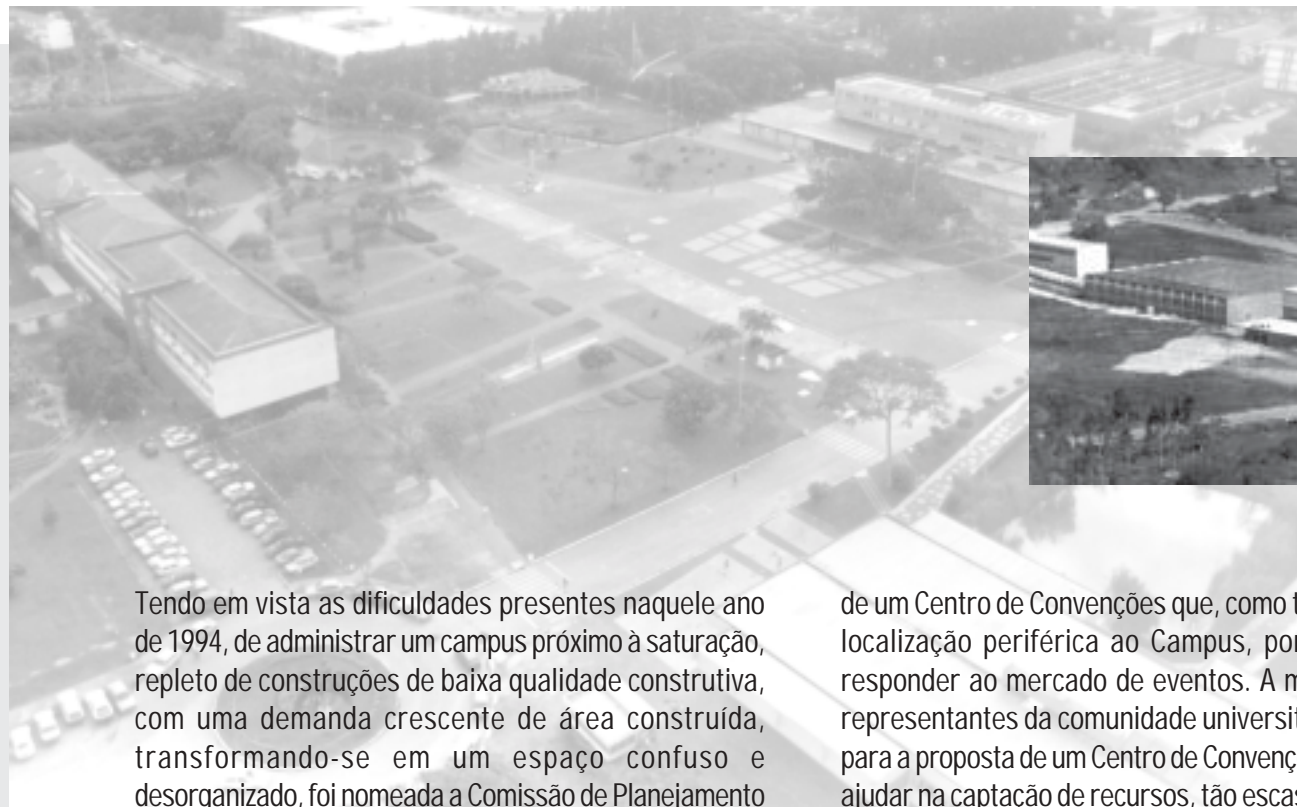 Tendo em vista as dificuldades presentes naquele ano
de 1994, de administrar um campus próximo à saturação,
repleto de construções de baixa qualidade construtiva,
com uma demanda crescente de área construída,
transformando-se em um espaço confuso e
desorganizado, foi nomeada a Comissão de Planejamento
de um Centro de Convenções que, como
localização periférica ao Campus,
responder ao mercado de eventos. A
representantes da comunidade
para a proposta de um Centro de
ajudar na captação de recursos, tão